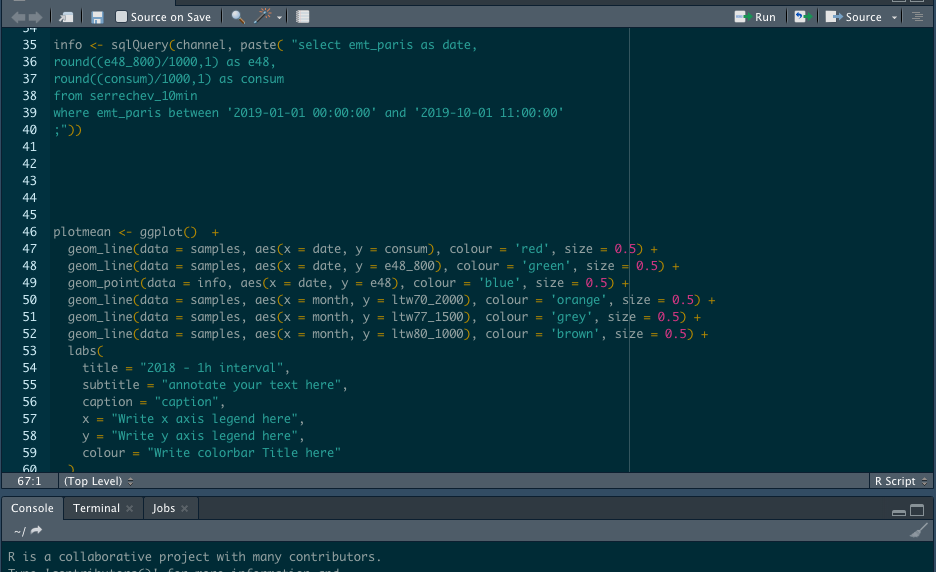 Source on Save
Run
Source
34
35 info <- sqlQuery(channel, paste( "select emt_paris as date,
36 round((e48_800)/1000,1) as e48,
37 round((consum)/1000,1) as consum
38 from serrechev_10min
39 where emt_paris between '2019-01-01 00:00:00' and '2019-10-01 11:00:00'
40 ;"))
41
42
43
44
45
46 plotmean <- ggplot()  +
47   geom_line(data = samples, aes(x = date, y = consum), colour = 'red', size = 0.5) +
48   geom_line(data = samples, aes(x = date, y = e48_800), colour = 'green', size = 0.5) +
49   geom_point(data = info, aes(x = date, y = e48), colour = 'blue', size = 0.5) +
50   geom_line(data = samples, aes(x = month, y = ltw70_2000), colour = 'orange', size = 0.5) +
51   geom_line(data = samples, aes(x = month, y = ltw77_1500), colour = 'grey', size = 0.5) +
52   geom_line(data = samples, aes(x = month, y = ltw80_1000), colour = 'brown', size = 0.5) +
53   labs(
54     title = "2018 - 1h interval",
55     subtitle = "annotate your text here",
56     caption = "caption",
57     x = "Write x axis legend here",
58     y = "Write y axis legend here",
59     colour = "Write colorbar Title here"
60   )
67:1 (Top Level) R Script
Console Terminal Jobs
~/
R is a collaborative project with many contributors.
Type 'contributors()' for more information and